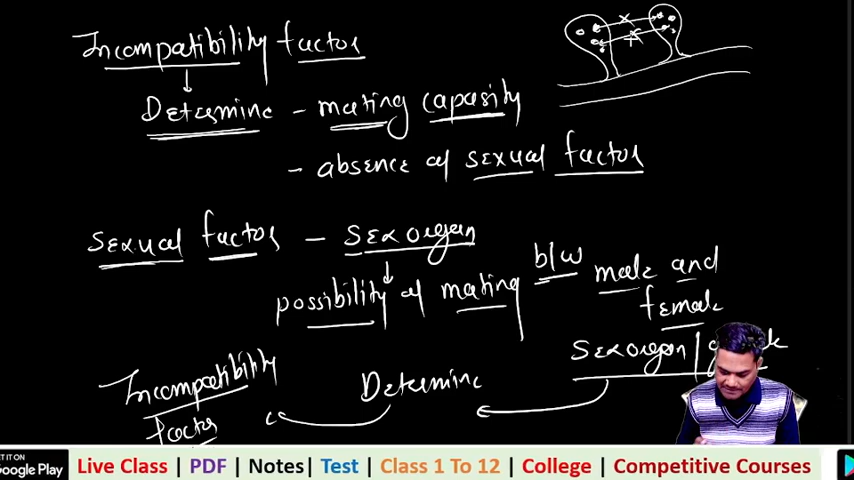 Incompatibility factor
Determine - mating capasity
- absence of sexual factor
Sexual factor - Sex organ
possibility of mating b/w male and
female
Sex organ /
Incompatibility
factor
Determine
GET IT ON
Google Play
Live Class | PDF | Notes | Test | Class 1 To 12 | College | Competitive Courses